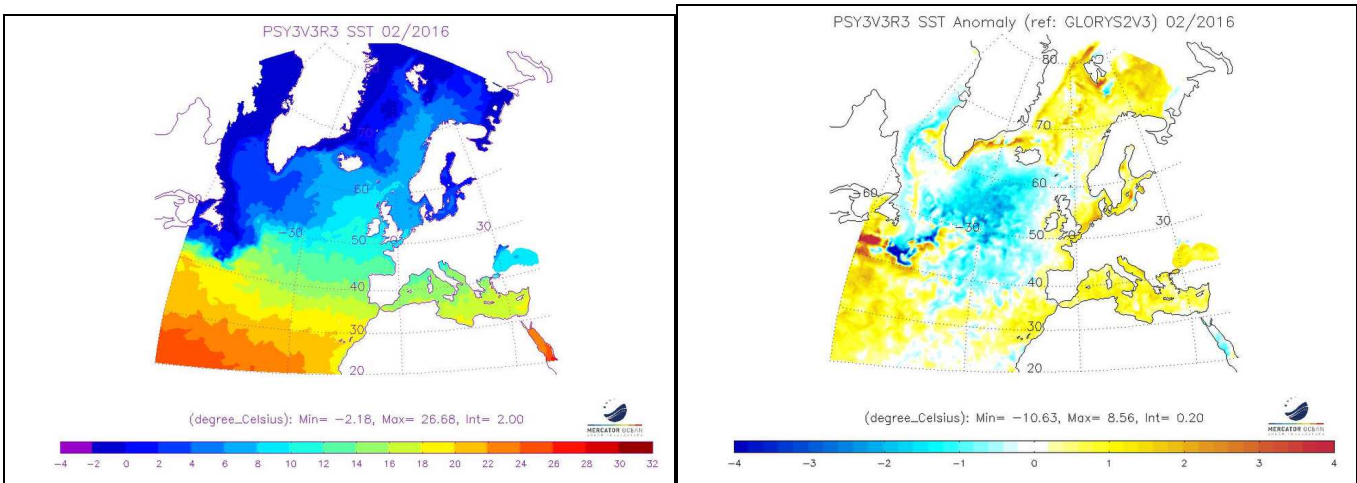 PSY3V3R3 SST 02/2016
80
70
60
-60
30
-30
50
40
30
20
(degree_Celsius): Min= -2.18, Max= 26.68, Int= 2.00
MERCATOR OCEAN
-4 -2 0 2 4 6 8 10 12 14 16 18 20 22 24 26 28 30 32
PSY3V3R3 SST Anomaly (ref: GLORYS2V3) 02/2016
80
70
60
-60
30
-30
50
40
30
20
(degree_Celsius): Min= -10.63, Max= 8.56, Int= 0.20
MERCATOR OCEAN
-4 -3 -2 -1 0 1 2 3 4